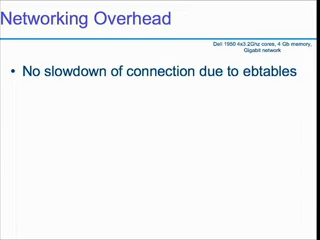 Networking Overhead
Dell 1950 4x3.2Ghz cores, 4 Gb memory,
Gigabit network
• No slowdown of connection due to ebtables